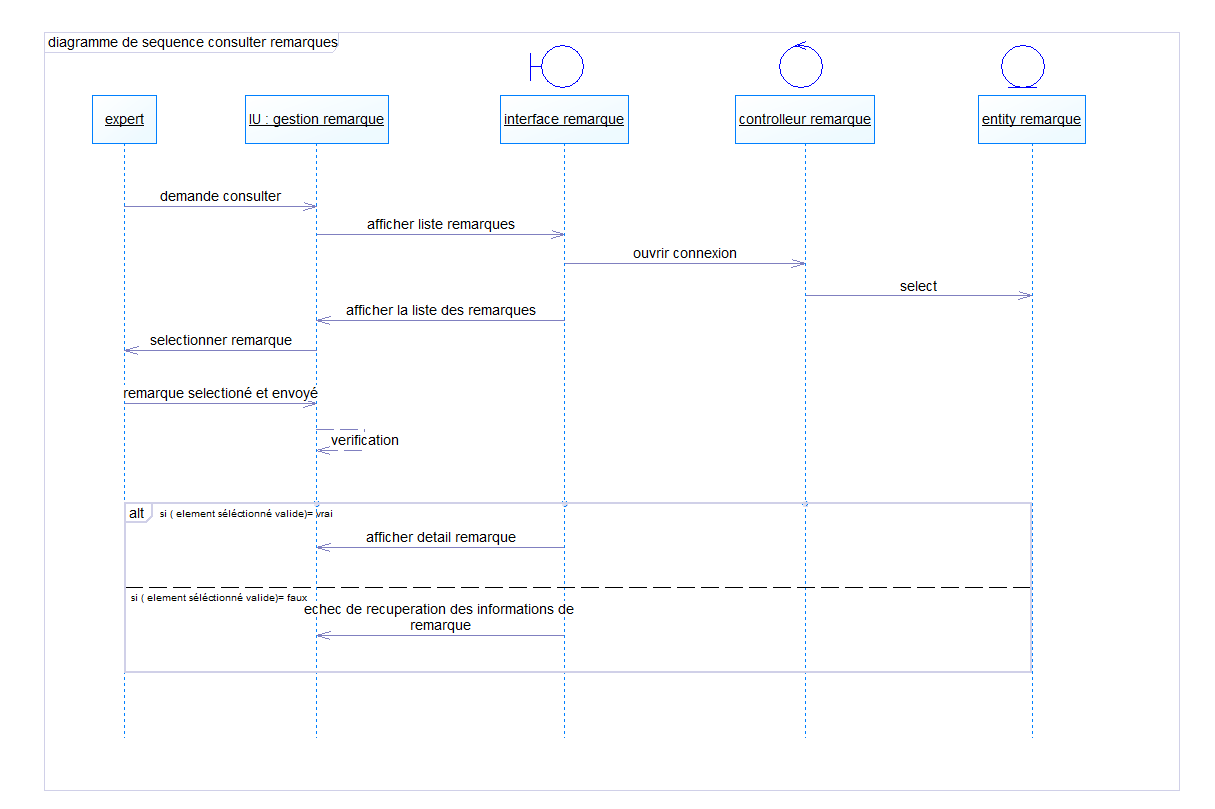 diagramme de sequence consulter remarques
expert
IU : gestion remarque
interface remarque
controlleur remarque
entity remarque
demande consulter
afficher liste remarques
ouvrir connexion
select
afficher la liste des remarques
selectionner remarque
remarque selectioné et envoyé
verification
alt
si ( element séléctionné valide)= vrai
afficher detail remarque
si ( element séléctionné valide)= faux
echec de recuperation des informations de
remarque